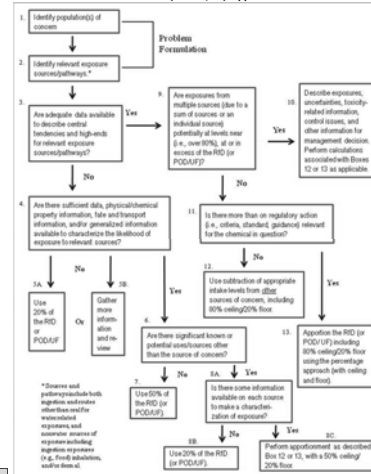 1.
Identify population(s) of
concern
Problem
Formulation
2.
Identify relevant exposure
sources/pathways.*
3.
Are adequate data available
to describe central
tendencies and high-ends
for relevant exposure
sources/pathways?
Yes
9.
Are exposures from
multiple sources (due to a
sum of sources or an
individual source)
potentially at levels near
(i.e., over 80%), at or in
excess of the RfD (or
POD/UF)?
Yes
10.
Describe exposures,
uncertainties, toxicity-
related information,
control issues, and
other information for
management decision.
Perform calculations
associated with Boxes
12 or 13 as applicable.
No
No
4.
Are there sufficient data, physical/chemical
property information, fate and transport
information, and/or generalized information
available to characterize the likelihood of
exposure to relevant sources?
11.
Is there more than on regulatory action
(i.e., criteria, standard, guidance) relevant
for the chemical in question?
No
Yes
No
Yes
5A.
Use
20% of
the RfD
or
POD/UF
Or
5B.
Gather
more
inform-
ation
and re-
view
12.
Use subtraction of appropriate
intake levels from other
sources of concern, including
80% ceiling/20% floor
13.
Apportion the RfD (or
POD/ UF) including
80% ceiling/20% floor
using the percentage
approach (with ceiling
and floor).
6.
Are there significant known or
potential uses/sources other
than the source of concern?
No
Yes
7.
Use 50% of
the RfD (or
POD/UF).
8A.
Is there some information
available on each source
to make a character-
ization of exposure?
No
Yes
8B.
Use 20% of the RfD
(or POD/UF).
8C.
Perform apportionment as described
Box 12 or 13, with a 50% ceiling/
20% floor.
* Sources and
pathways include both
ingestion and routes
other than oral for
water-related
exposures, and
nonwater sources of
exposure including
ingestion exposures
(e.g., food) inhalation,
and/or dermal.